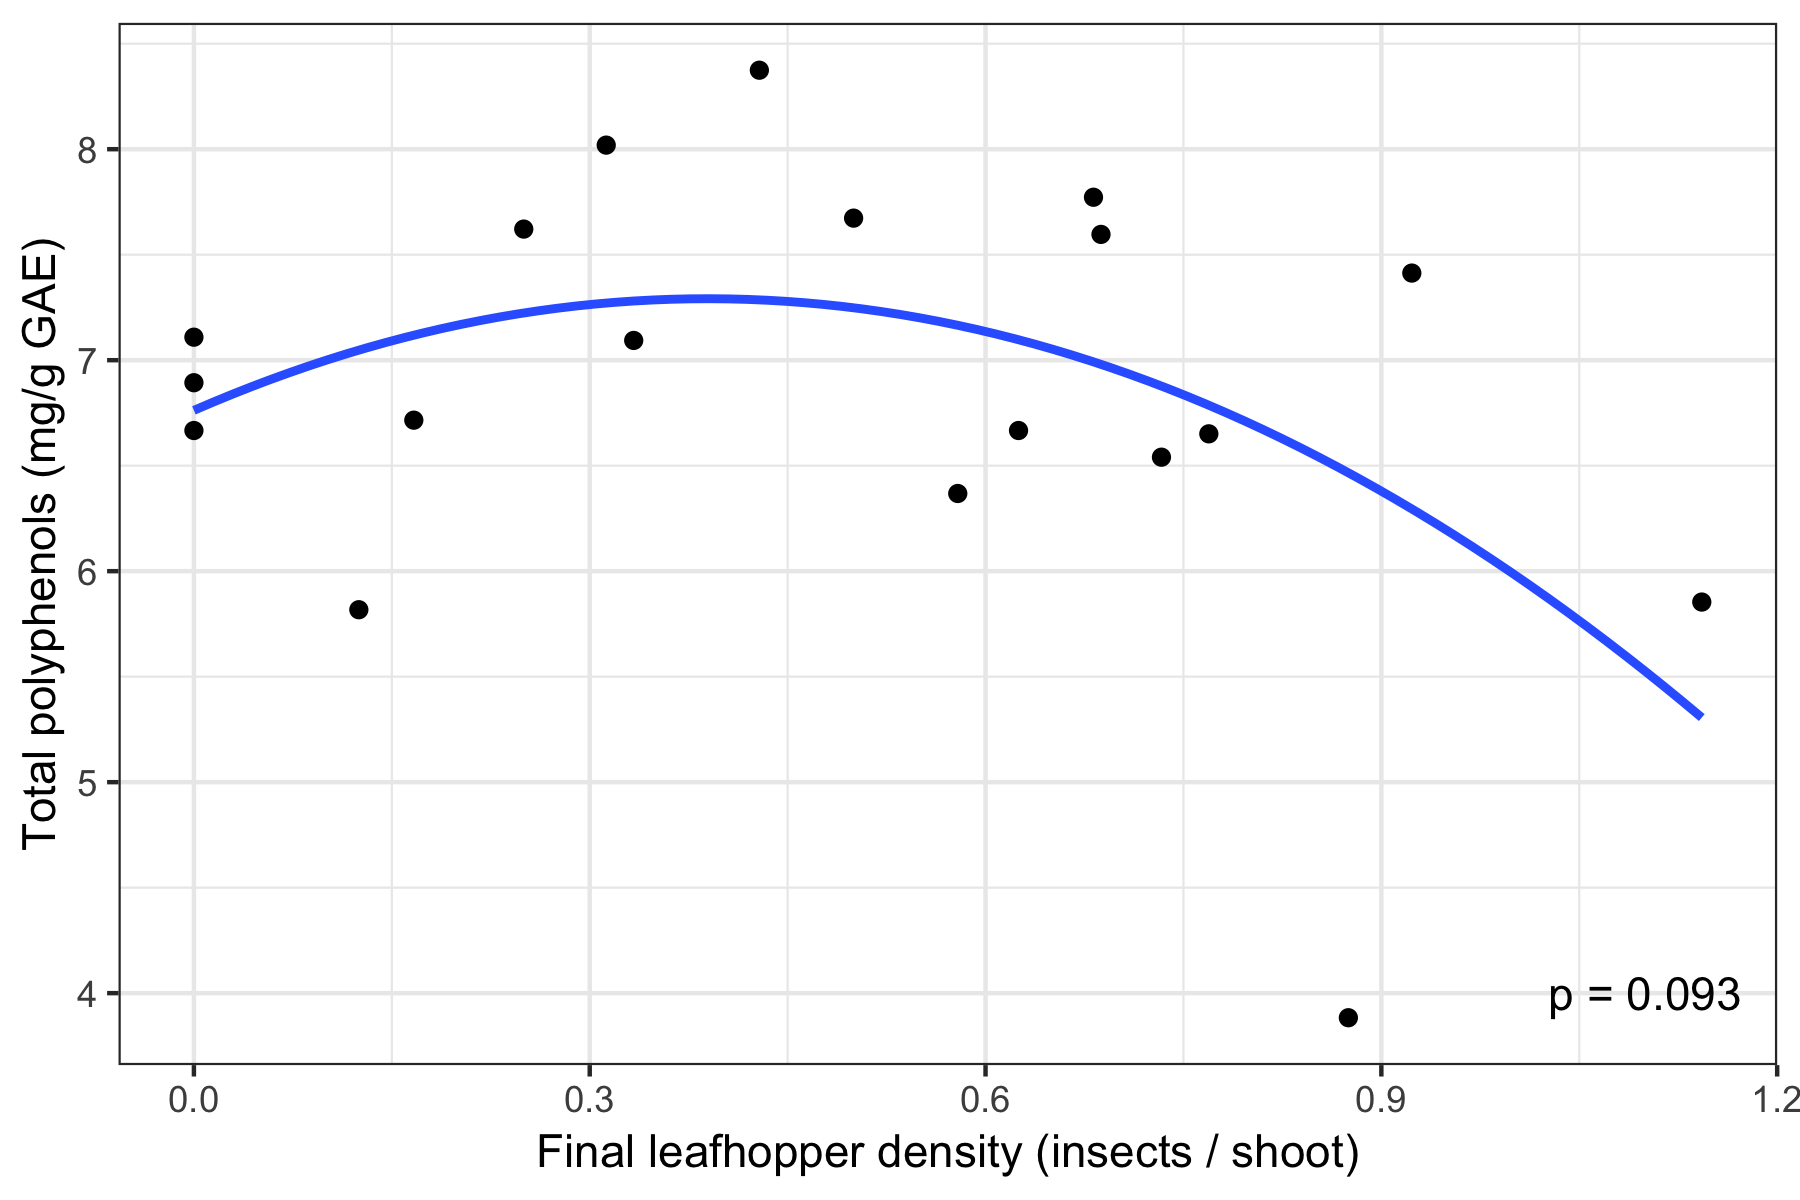 Total polyphenols (mg/g GAE)
8
7
6
5
4
p = 0.093
0.0 0.3 0.6 0.9 1.2
Final leafhopper density (insects / shoot)